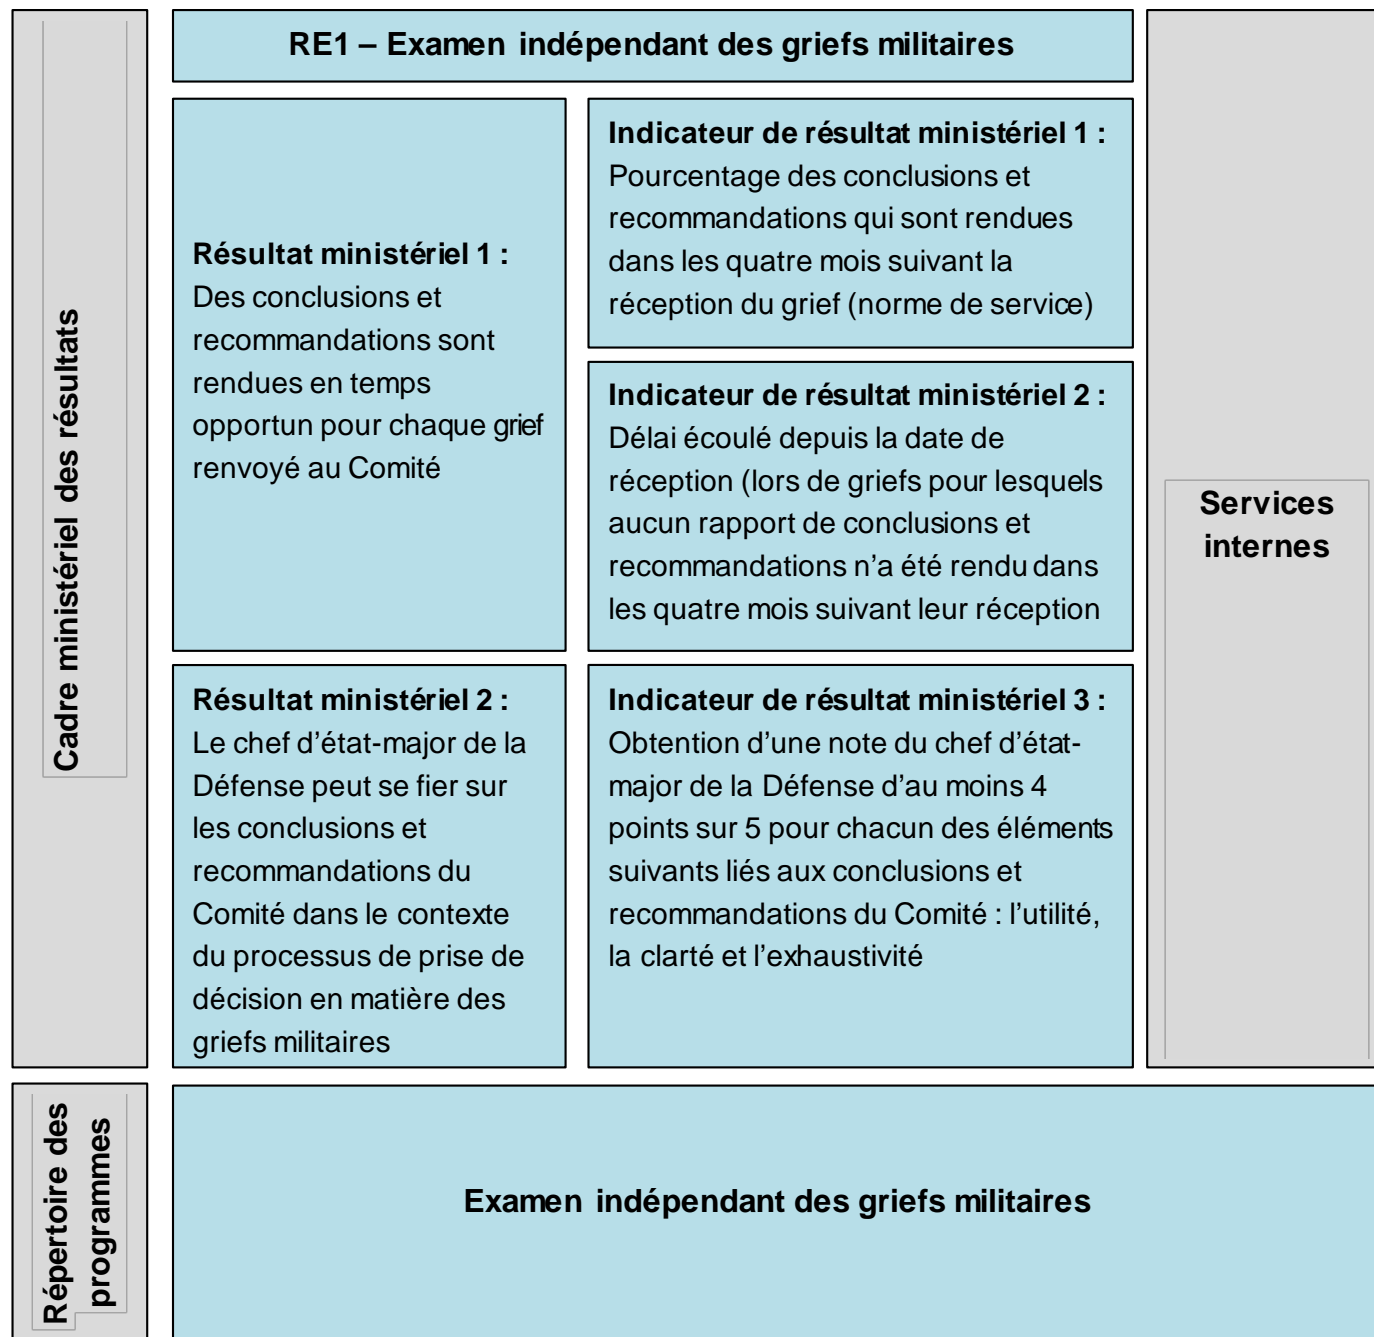 Cadre ministériel des résultats
RE1 – Examen indépendant des griefs militaires
Résultat ministériel 1 :
Des conclusions et
recommandations sont
rendues en temps
opportun pour chaque grief
renvoyé au Comité
Indicateur de résultat ministériel 1 :
Pourcentage des conclusions et
recommandations qui sont rendues
dans les quatre mois suivant la
réception du grief (norme de service)
Indicateur de résultat ministériel 2 :
Délai écoulé depuis la date de
réception (lors de griefs pour lesquels
aucun rapport de conclusions et
recommandations n’a été rendu dans
les quatre mois suivant leur réception
Résultat ministériel 2 :
Le chef d’état-major de la
Défense peut se fier sur
les conclusions et
recommandations du
Comité dans le contexte
du processus de prise de
décision en matière des
griefs militaires
Indicateur de résultat ministériel 3 :
Obtention d’une note du chef d’état-
major de la Défense d’au moins 4
points sur 5 pour chacun des éléments
suivants liés aux conclusions et
recommandations du Comité : l’utilité,
la clarté et l’exhaustivité
Services
internes
Répertoire des
programmes
Examen indépendant des griefs militaires